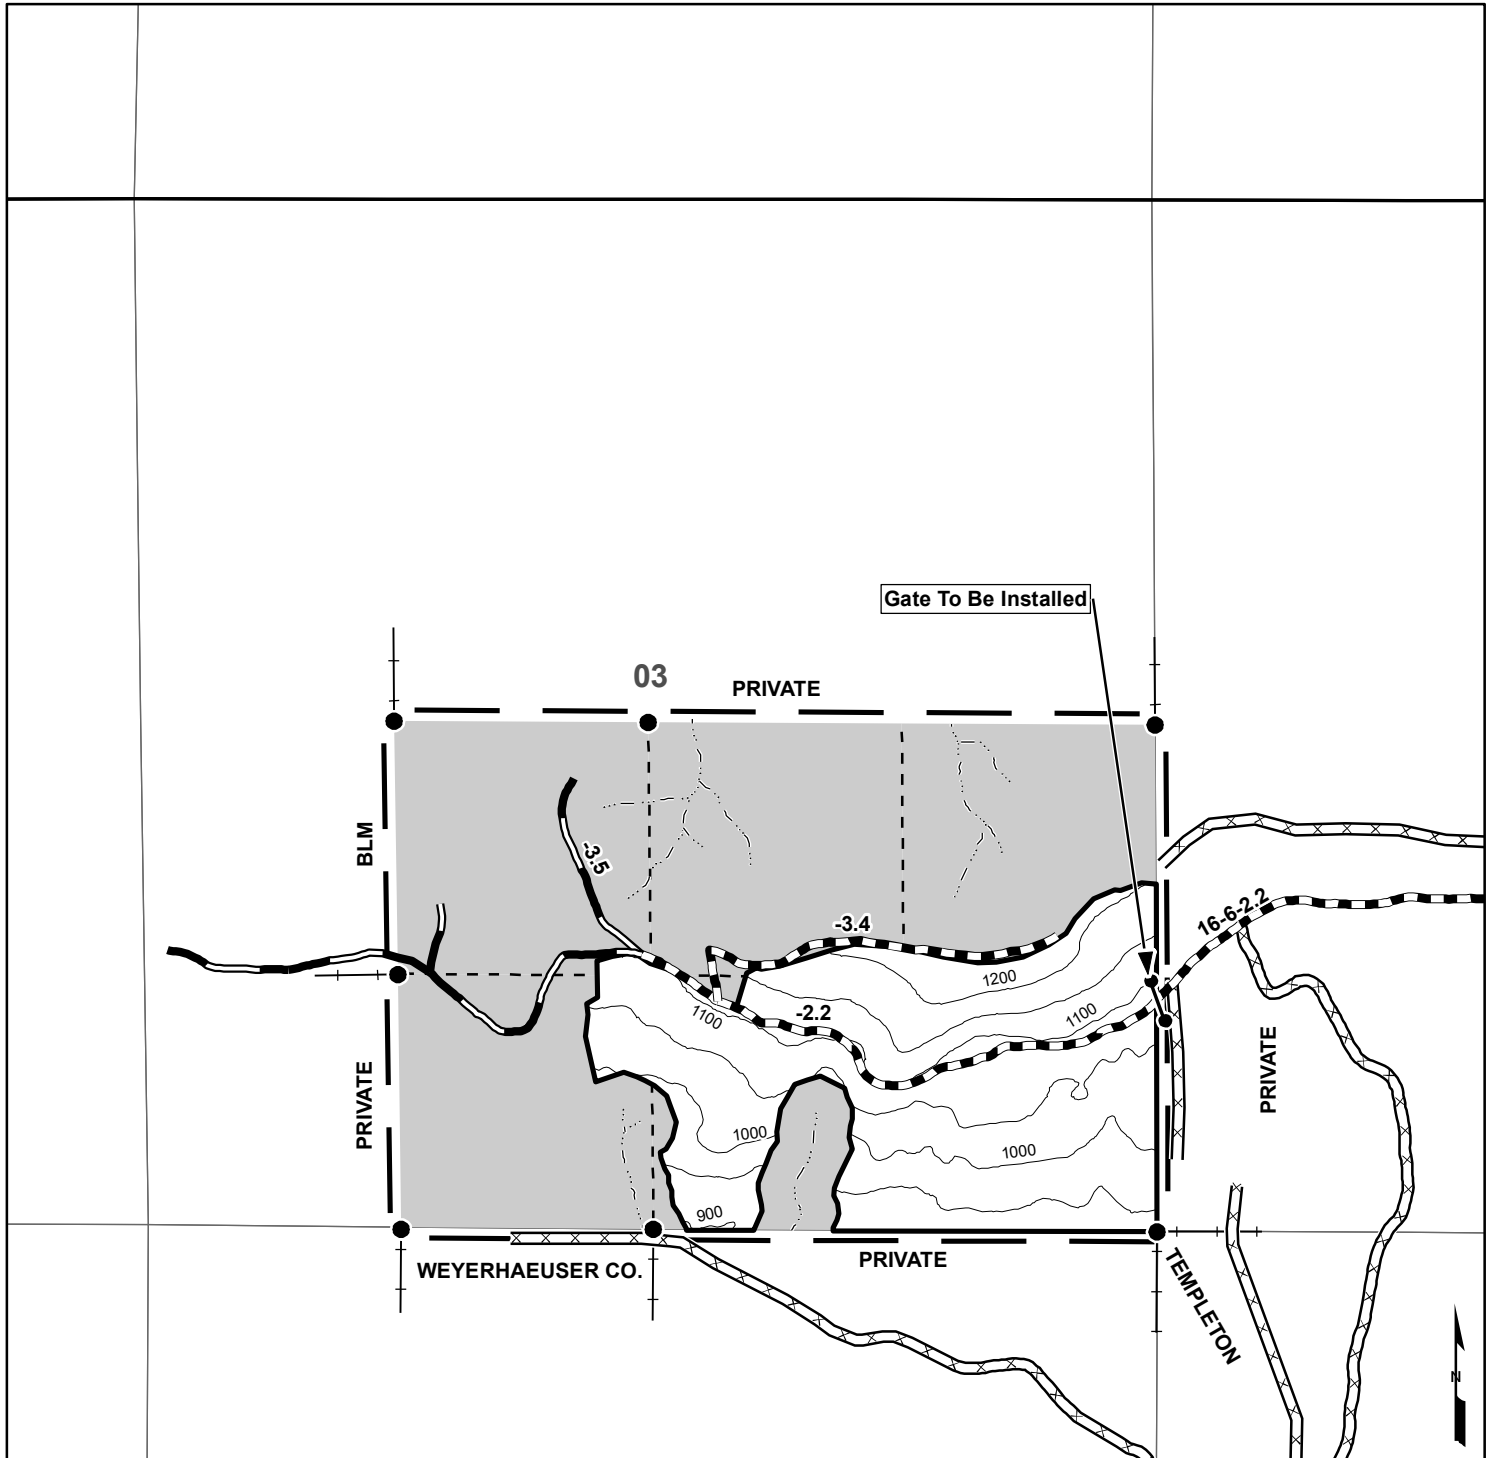 Gate To Be Installed
03
PRIVATE
BLM
-3.5
16-6-2.2
-3.4
1200
1100
-2.2
1100
PRIVATE
PRIVATE
1000
1000
900
WEYERHAEUSER CO.
PRIVATE
TEMPLETON
N